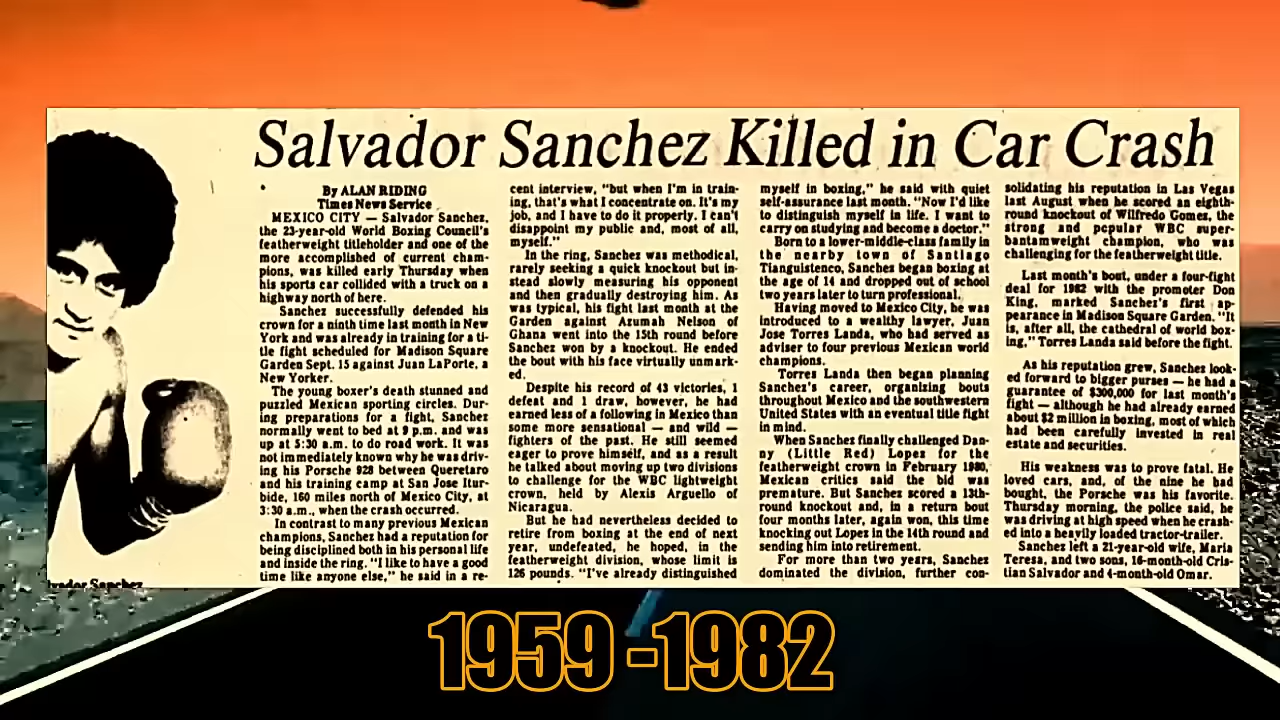 Salvador Sanchez Killed in Car Crash
By ALAN RIDING
Times News Service
MEXICO CITY — Salvador Sanchez,
the 23-year-old World Boxing Council's
featherweight titleholder and one of the
more accomplished of current cham-
pions, was killed early Thursday when
his sports car collided with a truck on a
highway north of here.
Sanchez successfully defended his
crown for a ninth time last month in New
York and was already in training for a ti-
tle fight scheduled for Madison Square
Garden Sept. 15 against Juan LaPorte, a
New Yorker.
The young boxer's death stunned and
puzzled Mexican sporting circles. Dur-
ing preparations for a fight, Sanchez
normally went to bed at 9 p.m. and was
up at 5:30 a.m. to do road work. It was
not immediately known why he was driv-
ing his Porsche 928 between Queretaro
and his training camp at San Jose Itur-
bide, 160 miles north of Mexico City, at
3:30 a.m., when the crash occurred.
In contrast to many previous Mexican
champions, Sanchez had a reputation for
being disciplined both in his personal life
and inside the ring. "I like to have a good
time like anyone else," he said in a re-
cent interview, "but when I'm in train-
ing, that's what I concentrate on. It's my
job, and I have to do it properly. I can't
disappoint my public and, most of all,
myself."
In the ring, Sanchez was methodical,
rarely seeking a quick knockout but in-
stead slowly measuring his opponent
and then gradually destroying him. As
was typical, his fight last month at the
Garden against Azumah Nelson of
Ghana went into the 15th round before
Sanchez won by a knockout. He ended
the bout with his face virtually unmark-
ed.
Despite his record of 43 victories, 1
defeat and 1 draw, however, he had
earned less of a following in Mexico than
some more sensational — and wild —
fighters of the past. He still seemed
eager to prove himself, and as a result
he talked about moving up two divisions
to challenge for the WBC lightweight
crown, held by Alexis Arguello of
Nicaragua.
But he had nevertheless decided to
retire from boxing at the end of next
year, undefeated, he hoped, in the
featherweight division, whose limit is
126 pounds. "I've already distinguished
myself in boxing," he said with quiet
self-assurance last month. "Now I'd like
to distinguish myself in life. I want to
carry on studying and become a doctor."
Born to a lower-middle-class family in
the nearby town of Santiago
Tianguistenco, Sanchez began boxing at
the age of 14 and dropped out of school
two years later to turn professional.
Having moved to Mexico City, he was
introduced to a wealthy lawyer, Juan
Jose Torres Landa, who had served as
adviser to four previous Mexican world
champions.
Torres Landa then began planning
Sanchez's career, organizing bouts
throughout Mexico and the southwestern
United States with an eventual title fight
in mind.
When Sanchez finally challenged Dan-
ny (Little Red) Lopez for the
featherweight crown in February 1980,
Mexican critics said the bid was
premature. But Sanchez scored a 13th-
round knockout and, in a return bout
four months later, again won, this time
knocking out Lopez in the 14th round and
sending him into retirement.
For more than two years, Sanchez
dominated the division, further con-
solidating his reputation in Las Vegas
last August when he scored an eighth-
round knockout of Wilfredo Gomes, the
strong and popular WBC super-
bantamweight champion, who was
challenging for the featherweight title.
Last month's bout, under a four-fight
deal for 1982 with the promoter Don
King, marked Sanchez's first ap-
pearance in Madison Square Garden. "It
is, after all, the cathedral of world box-
ing," Torres Landa said before the fight.
As his reputation grew, Sanchez look-
ed forward to bigger purses — he had a
guarantee of $300,000 for last month's
fight — although he had already earned
about $2 million in boxing, most of which
had been carefully invested in real
estate and securities.
His weakness was to prove fatal. He
loved cars, and, of the nine he had
bought, the Porsche was his favorite.
Thursday morning, the police said, he
was driving at high speed when he crash-
ed into a heavily loaded tractor-trailer.
Sanchez left a 21-year-old wife, Maria
Teresa, and two sons, 16-month-old Cris-
tian Salvador and 4-month-old Omar.
lvador Sanchez
1959 -1982